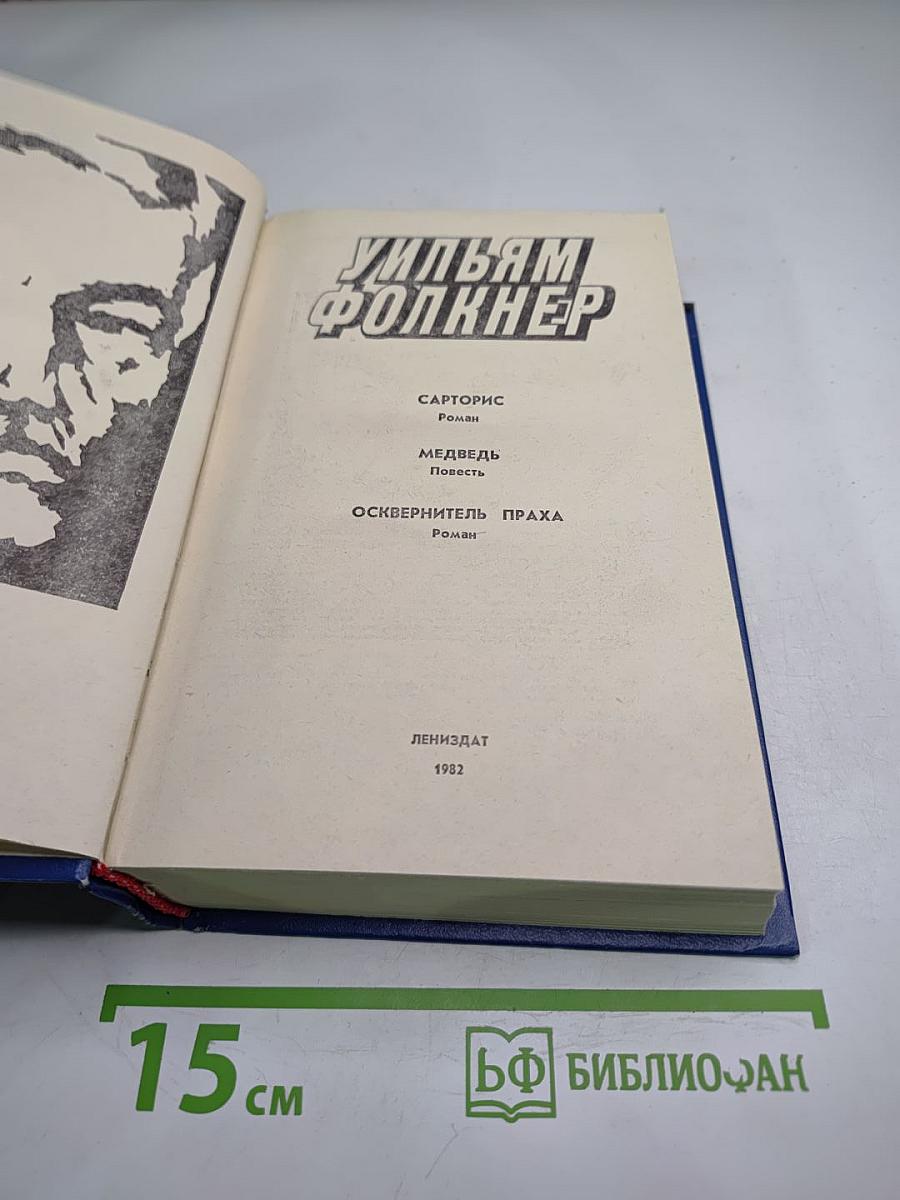 УИЛЬЯМ
ФОЛКНЕР
САРТОРИС
Роман
МЕДВЕДЬ
Повесть
ОСКВЕРНИТЕЛЬ ПРАХА
Роман
ЛЕНИЗДАТ
1982
15 см
БФ БИБЛИОФАН